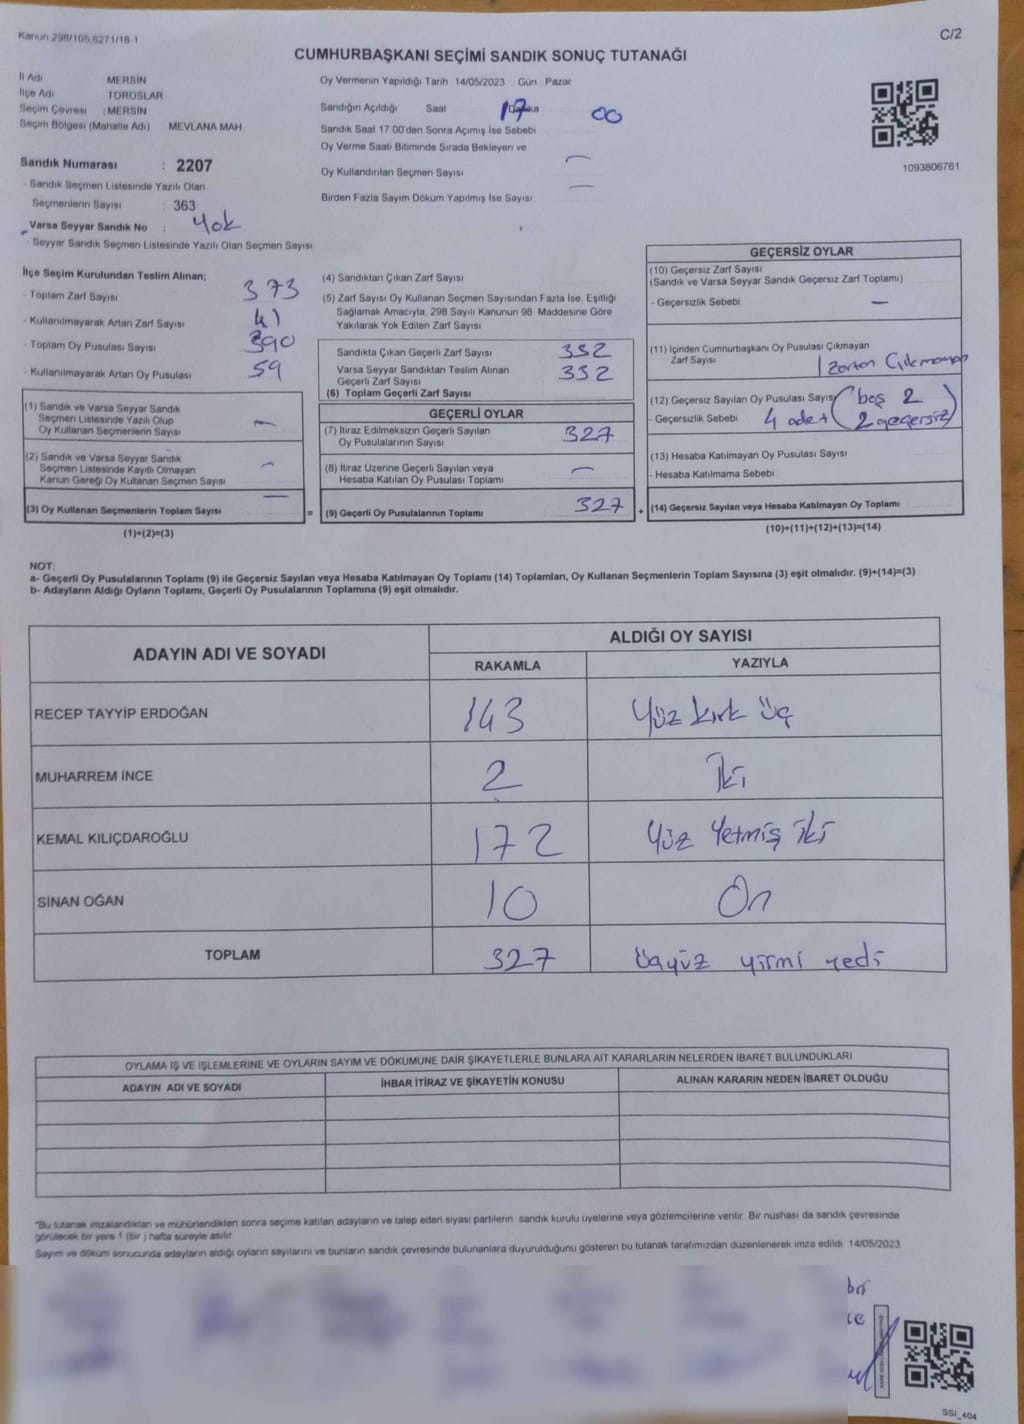 Kanun:298/105,6271/18-1
C/2
CUMHURBAŞKANI SEÇİMİ SANDIK SONUÇ TUTANAĞI
İl Adı : MERSİN
İlçe Adı : TOROSLAR
Seçim Çevresi : MERSİN
Seçim Bölgesi (Mahalle Adı) : MEVLANA MAH
Sandık Numarası : 2207
- Sandık Seçmen Listesinde Yazılı Olan
Seçmenlerin Sayısı : 363
Varsa Seyyar Sandık No : Yok
- Seyyar Sandık Seçmen Listesinde Yazılı Olan Seçmen Sayısı
Oy Vermenin Yapıldığı Tarih 14/05/2023 Gün Pazar
Sandığın Açıldığı Saat 17 Dakika 00
Sandık Saat 17.00'den Sonra Açımış İse Sebebi
Oy Verme Saati Bitiminde Sırada Bekleyen ve
Oy Kullandırılan Seçmen Sayısı —
Birden Fazla Sayım Döküm Yapılmış İse Sayısı —
1093806761
İlçe Seçim Kurulundan Teslim Alınan;
- Toplam Zarf Sayısı 373
- Kullanılmayarak Artan Zarf Sayısı 41
- Toplam Oy Pusulası Sayısı 390
- Kullanılmayarak Artan Oy Pusulası 59
(1) Sandık ve Varsa Seyyar Sandık
Seçmen Listesinde Yazılı Olup
Oy Kullanan Seçmenlerin Sayısı —
(2) Sandık ve Varsa Seyyar Sandık
Seçmen Listesinde Kayıtlı Olmayan
Kanun Gereği Oy Kullanan Seçmen Sayısı —
(3) Oy Kullanan Seçmenlerin Toplam Sayısı — =
(1)+(2)=(3)
(4) Sandıktan Çıkan Zarf Sayısı
(5) Zarf Sayısı Oy Kullanan Seçmen Sayısından Fazla İse, Eşitliği
Sağlamak Amacıyla, 298 Sayılı Kanunun 98. Maddesine Göre
Yakılarak Yok Edilen Zarf Sayısı
Sandıkta Çıkan Geçerli Zarf Sayısı 332
Varsa Seyyar Sandıktan Teslim Alınan
Geçerli Zarf Sayısı 332
(6) Toplam Geçerli Zarf Sayısı
GEÇERLİ OYLAR
(7) İtiraz Edilmeksizin Geçerli Sayılan
Oy Pusulalarının Sayısı 327
(8) İtiraz Üzerine Geçerli Sayılan veya
Hesaba Katılan Oy Pusulası Toplamı —
(9) Geçerli Oy Pusulalarının Toplamı 327 +
GEÇERSİZ OYLAR
(10) Geçersiz Zarf Sayısı
(Sandık ve Varsa Seyyar Sandık Geçersiz Zarf Toplamı)
- Geçersizlik Sebebi —
(11) İçinden Cumhurbaşkanı Oy Pusulası Çıkmayan
Zarf Sayısı 1 Zarftan Çıkmayan
(12) Geçersiz Sayılan Oy Pusulası Sayısı (boş 2
- Geçersizlik Sebebi 4 adet 2 geçersiz)
(13) Hesaba Katılmayan Oy Pusulası Sayısı
- Hesaba Katılmama Sebebi
(14) Geçersiz Sayılan veya Hesaba Katılmayan Oy Toplamı
(10)+(11)+(12)+(13)=(14)
NOT:
a- Geçerli Oy Pusulalarının Toplamı (9) ile Geçersiz Sayılan veya Hesaba Katılmayan Oy Toplamı (14) Toplamları, Oy Kullanan Seçmenlerin Toplam Sayısına (3) eşit olmalıdır. (9)+(14)=(3)
b- Adayların Aldığı Oyların Toplamı, Geçerli Oy Pusulalarının Toplamına (9) eşit olmalıdır.
ADAYIN ADI VE SOYADI
ALDIĞI OY SAYISI
RAKAMLA YAZIYLA
RECEP TAYYİP ERDOĞAN 143 Yüz kırk üç
MUHARREM İNCE 2 İki
KEMAL KILIÇDAROĞLU 172 Yüz Yetmiş iki
SİNAN OĞAN 10 On
TOPLAM 327 Üçyüz yirmi yedi
OYLAMA İŞ VE İŞLEMLERİNE VE OYLARIN SAYIM VE DÖKÜMÜNE DAİR ŞİKAYETLERLE BUNLARA AİT KARARLARIN NELERDEN İBARET BULUNDUKLARI
ADAYIN ADI VE SOYADI İHBAR İTİRAZ VE ŞİKAYETİN KONUSU ALINAN KARARIN NEDEN İBARET OLDUĞU
*Bu tutanak imzalandıktan ve mühürlendikten sonra seçime katılan adayların ve talep eden siyasi partilerin sandık kurulu üyelerine veya gözlemcilerine verilir. Bir nüshası da sandık çevresinde
görülecek bir yere 1 (bir ) hafta süreyle asılır.
Sayım ve döküm sonucunda adayların aldığı oyların sayılarını ve bunların sandık çevresinde bulunanlara duyurulduğunu gösteren bu tutanak tarafımızdan düzenlenerek imza edildi. 14/05/2023
SSI_404